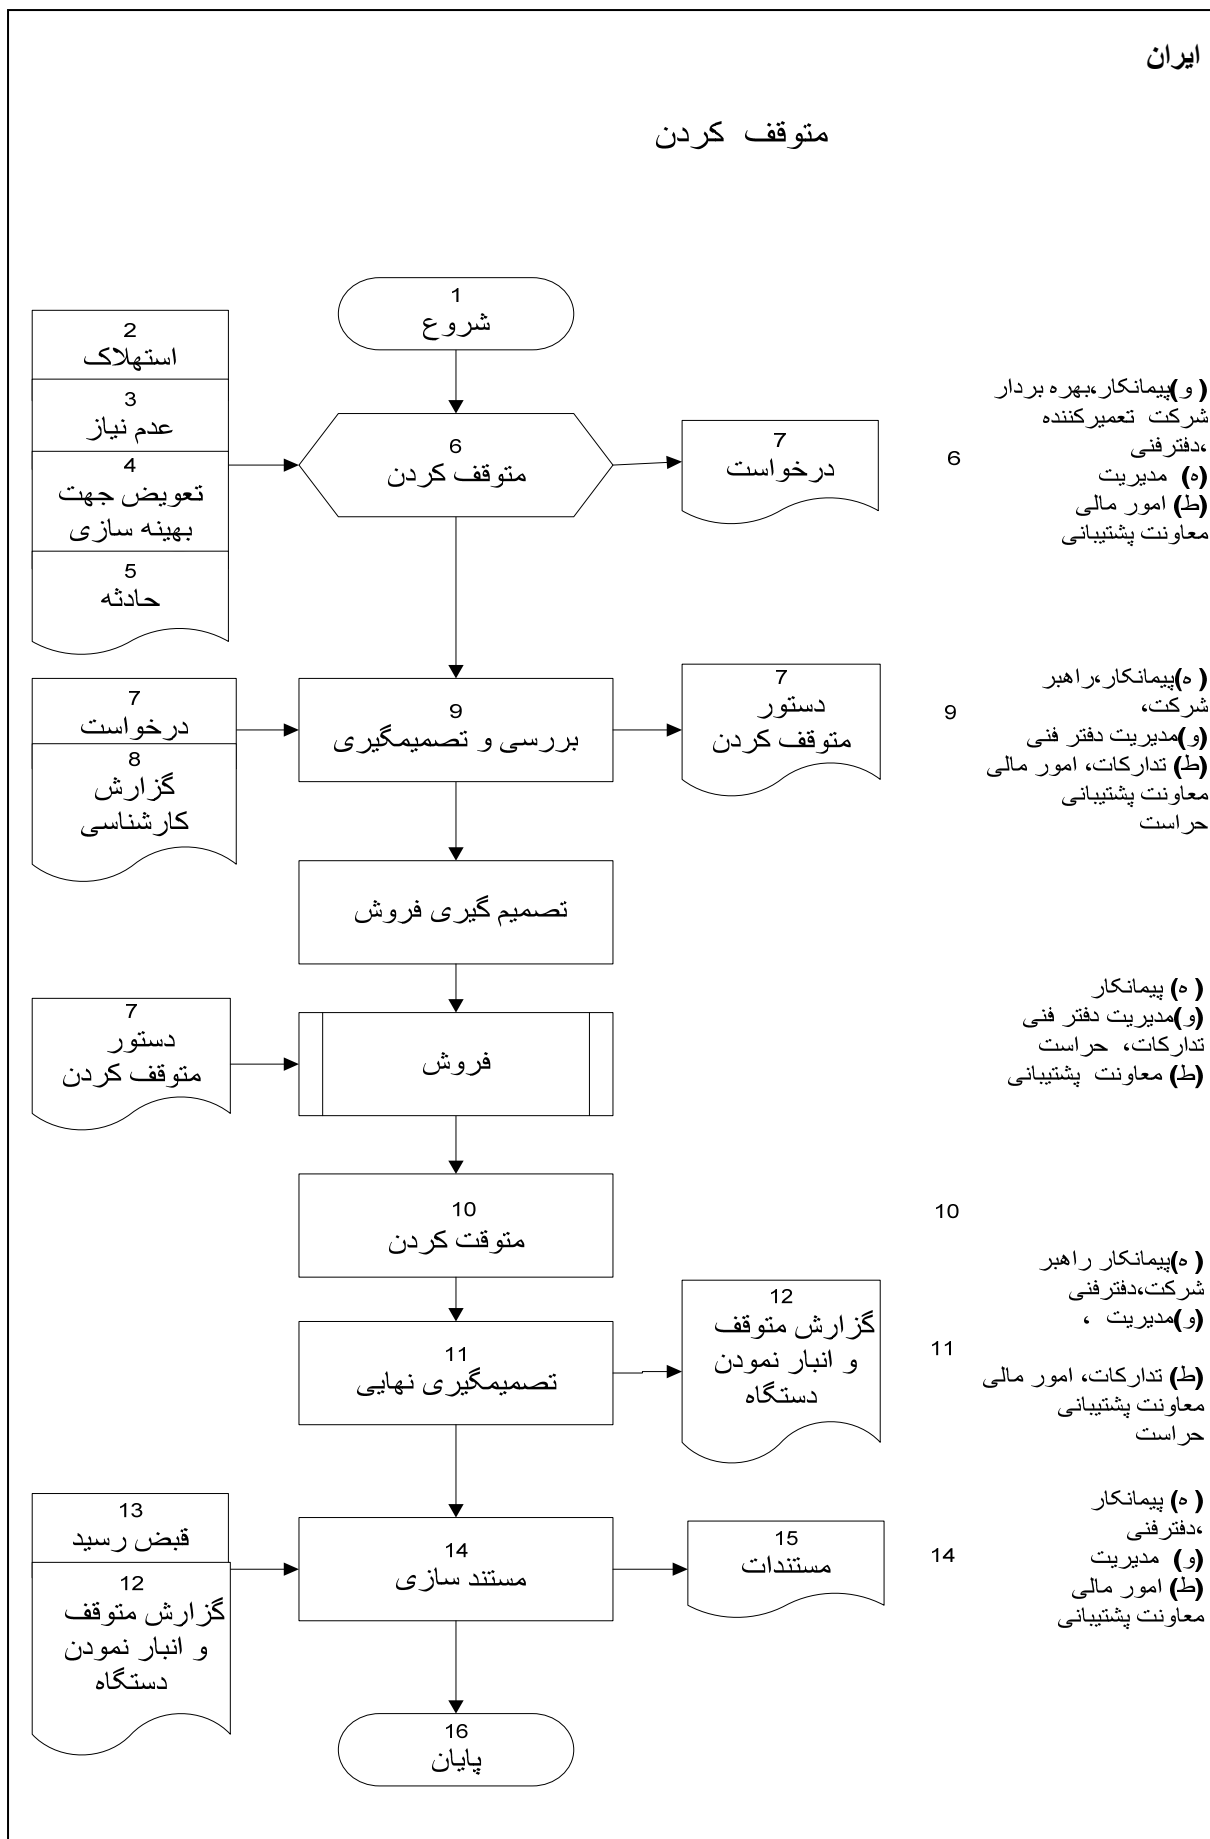 ایران
متوقف کردن
1
شروع
2
استهلاک
3
عدم نیاز
4
تعویض جهت
بهینه سازی
5
حادثه
6
متوقف کردن
7
درخواست
6
( و)پیمانکار،بهره بردار
شرکت تعمیرکننده
،دفترفنی
(ه) مدیریت
(ط) امور مالی
معاونت پشتیبانی
7
درخواست
8
گزارش
کارشناسی
9
بررسی و تصمیمگیری
7
دستور
متوقف کردن
9
( ه)پیمانکار،راهبر
شرکت،
(و)مدیریت دفتر فنی
(ط) تدارکات، امور مالی
معاونت پشتیبانی
حراست
تصمیم گیری فروش
7
دستور
متوقف کردن
فروش
( ه) پیمانکار
(و)مدیریت دفتر فنی
تدارکات، حراست
(ط) معاونت پشتیبانی
10
متوقت کردن
10
11
تصمیمگیری نهایی
12
گزارش متوقف
و انبار نمودن
دستگاه
( ه)پیمانکار راهبر
شرکت،دفترفنی
(و)مدیریت ،
11
(ط) تدارکات، امور مالی
معاونت پشتیبانی
حراست
13
قبض رسید
12
گزارش متوقف
و انبار نمودن
دستگاه
14
مستند سازی
15
مستندات
14
( ه) پیمانکار
،دفترفنی
(و) مدیریت
(ط) امور مالی
معاونت پشتیبانی
16
پایان